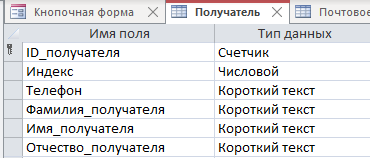 Кнопочная форма Получатель Почтовое
Имя поля Тип данных
ID_получателя Счетчик
Индекс Числовой
Телефон Короткий текст
Фамилия_получателя Короткий текст
Имя_получателя Короткий текст
Отчество_получателя Короткий текст